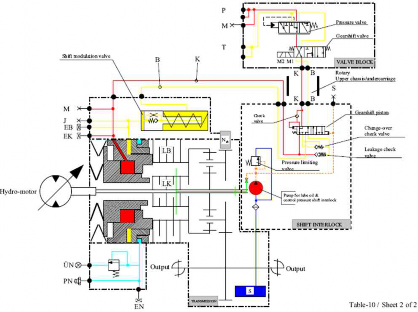 P
Pressure valve
M
Gearshift valve
T
M2 M1
VALVE BLOCK
Shift modulation valve
B
K
K
B
Rotary
Upper chassis/undercarriage
S
M
J
EB
EK
K
B
Check
valve
Gearshift piston
Change-over
check valve
Leakage check
valve
LB
LK
Pressure limiting
valve
Hydro-motor
Pump for lube oil &
control pressure shift interlock
SHIFT INTERLOCK
ÜN
PN
EN
Output
Output
S
TRANSMISSION
Table-10 / Sheet 2 of 2